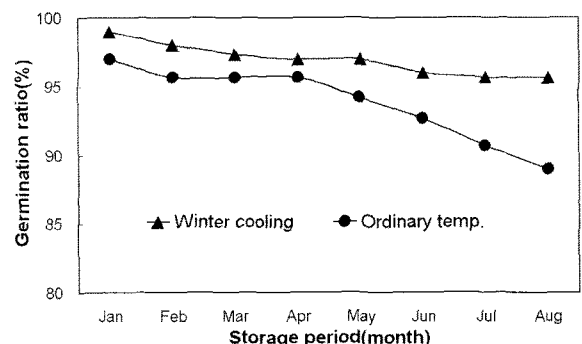 Germination ratio(%)
100
95
90
85
80
Winter cooling
Ordinary temp.
Jan Feb Mar Apr May Jun Jul Aug
Storage period(month)